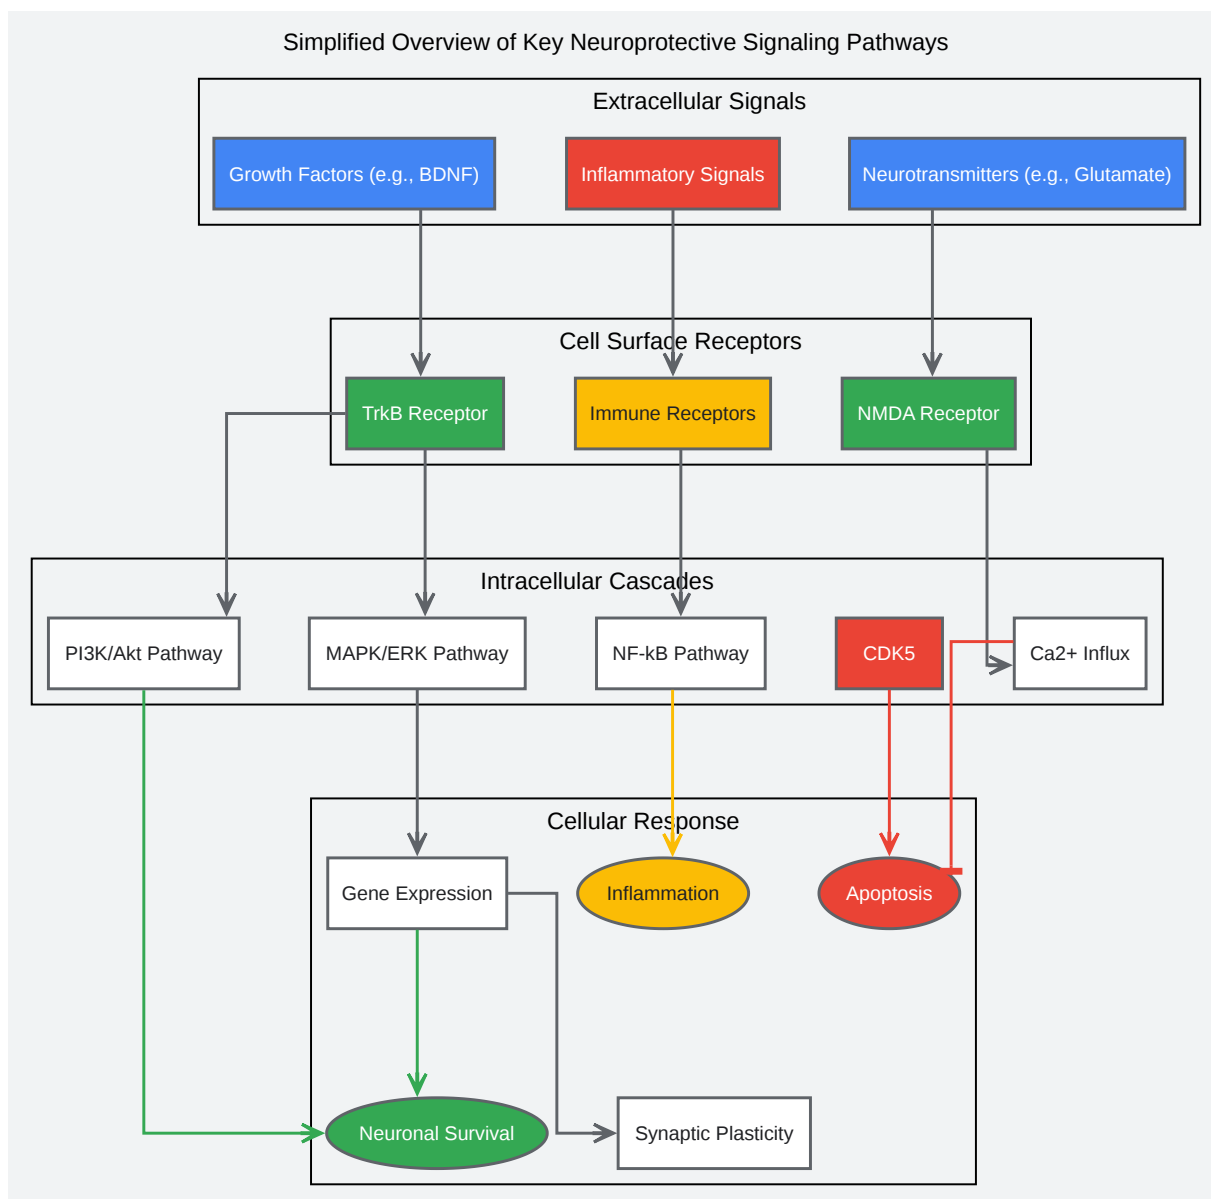 Simplified Overview of Key Neuroprotective Signaling Pathways
Extracellular Signals
Growth Factors (e.g., BDNF)
Inflammatory Signals
Neurotransmitters (e.g., Glutamate)
Cell Surface Receptors
TrkB Receptor
Immune Receptors
NMDA Receptor
Intracellular Cascades
PI3K/Akt Pathway
MAPK/ERK Pathway
NF-kB Pathway
CDK5
Ca2+ Influx
Cellular Response
Gene Expression
Inflammation
Apoptosis
Neuronal Survival
Synaptic Plasticity